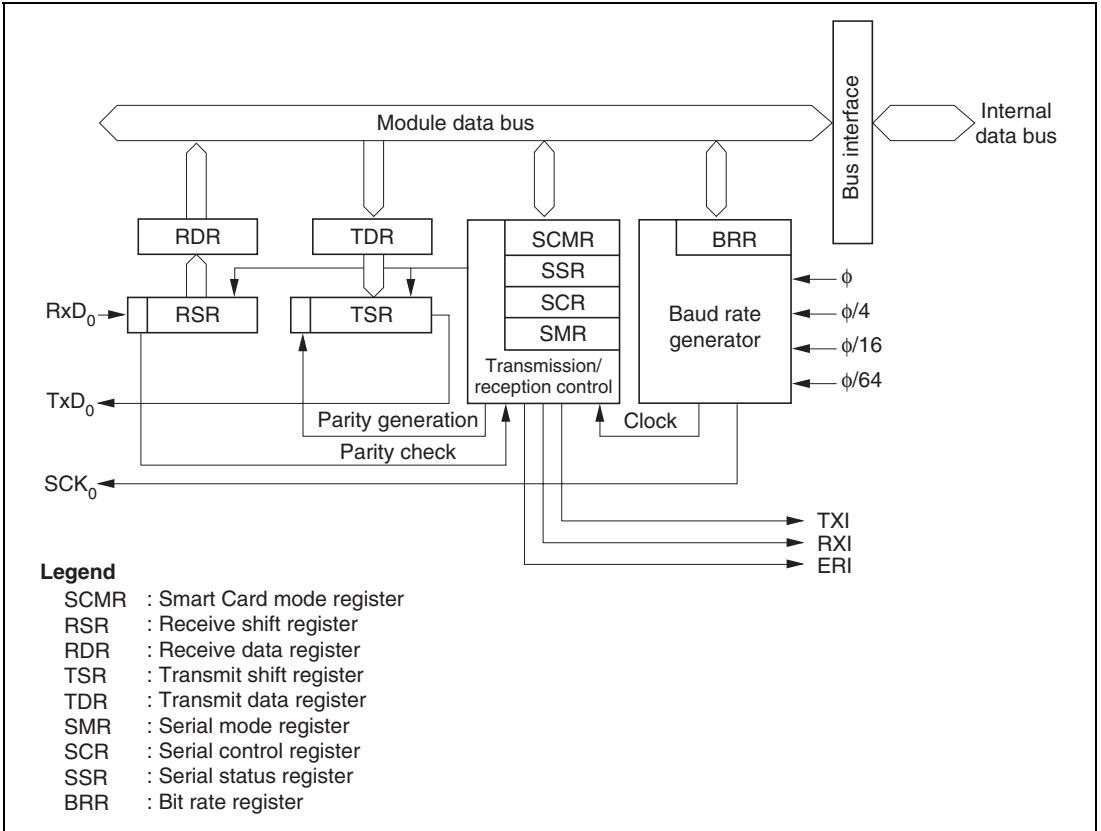 Module data bus
Bus interface
Internal
data bus
RDR
TDR
SCMR
SSR
SCR
SMR
Transmission/
reception control
BRR
Baud rate
generator
φ
φ/4
φ/16
φ/64
RxD₀
RSR
TSR
TxD₀
Parity generation
Clock
Parity check
SCK₀
TXI
RXI
ERI
Legend
SCMR : Smart Card mode register
RSR : Receive shift register
RDR : Receive data register
TSR : Transmit shift register
TDR : Transmit data register
SMR : Serial mode register
SCR : Serial control register
SSR : Serial status register
BRR : Bit rate register